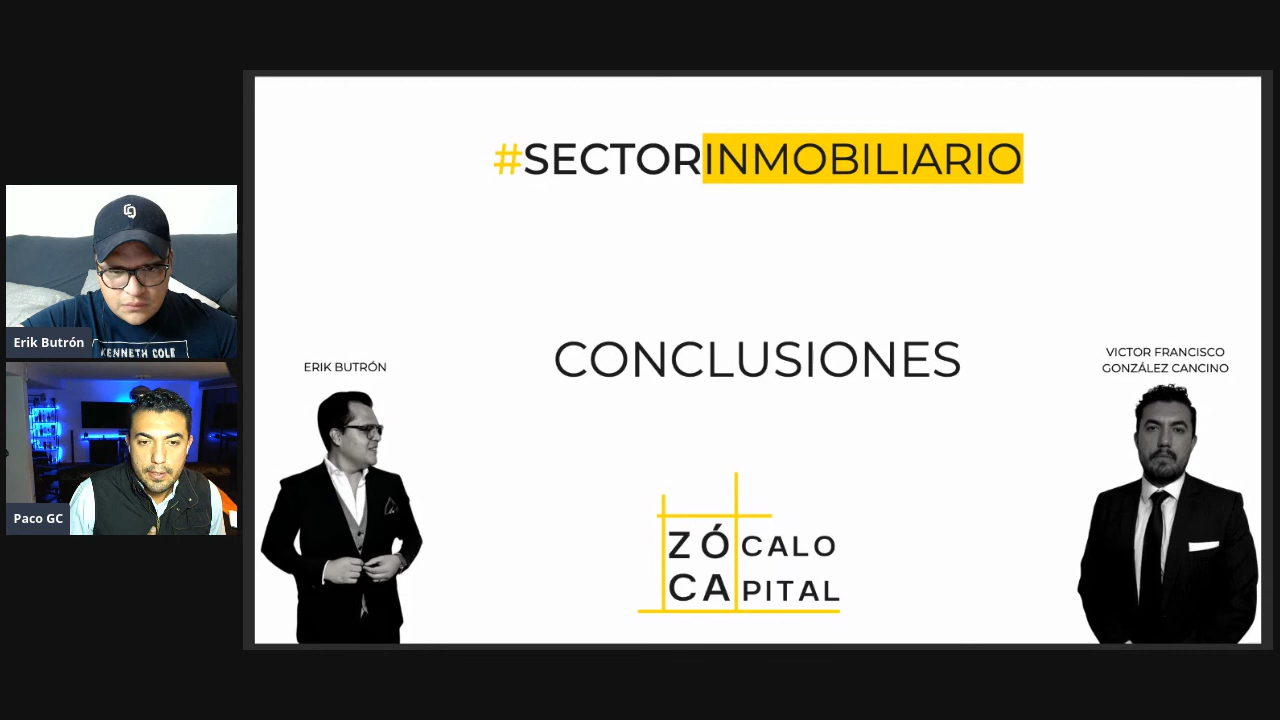 #SECTORINMOBILIARIO
KENNETH COLE
Erik Butrón
Paco GC
ERIK BUTRÓN
CONCLUSIONES
VICTOR FRANCISCO
GONZÁLEZ CANCINO
ZÓCALO
CAPITAL